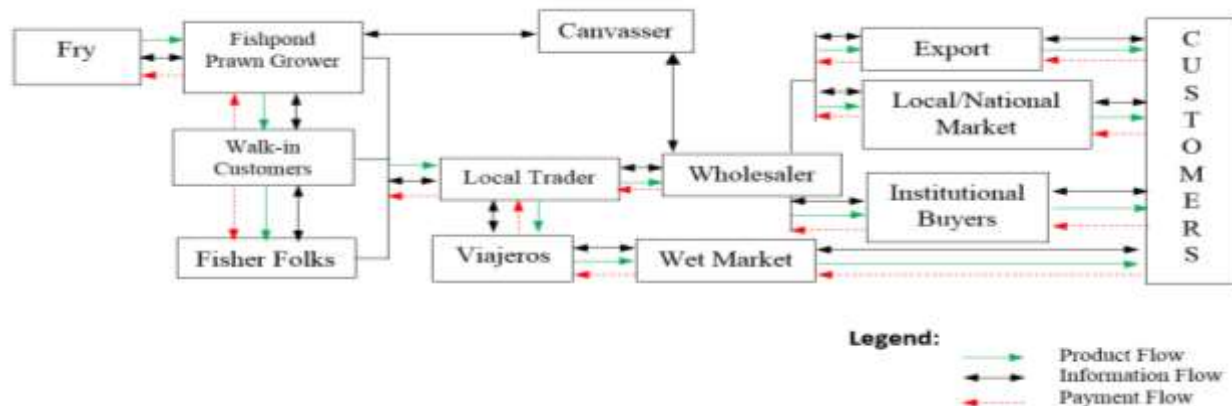 Fry
Fishpond
Prawn Grower
Canvasser
Export
Local/National
Market
Walk-in
Customers
Local Trader
Wholesaler
Institutional
Buyers
Fisher Folks
Viajeros
Wet Market
C
U
S
T
O
M
E
R
S
Legend:
Product Flow
Information Flow
Payment Flow